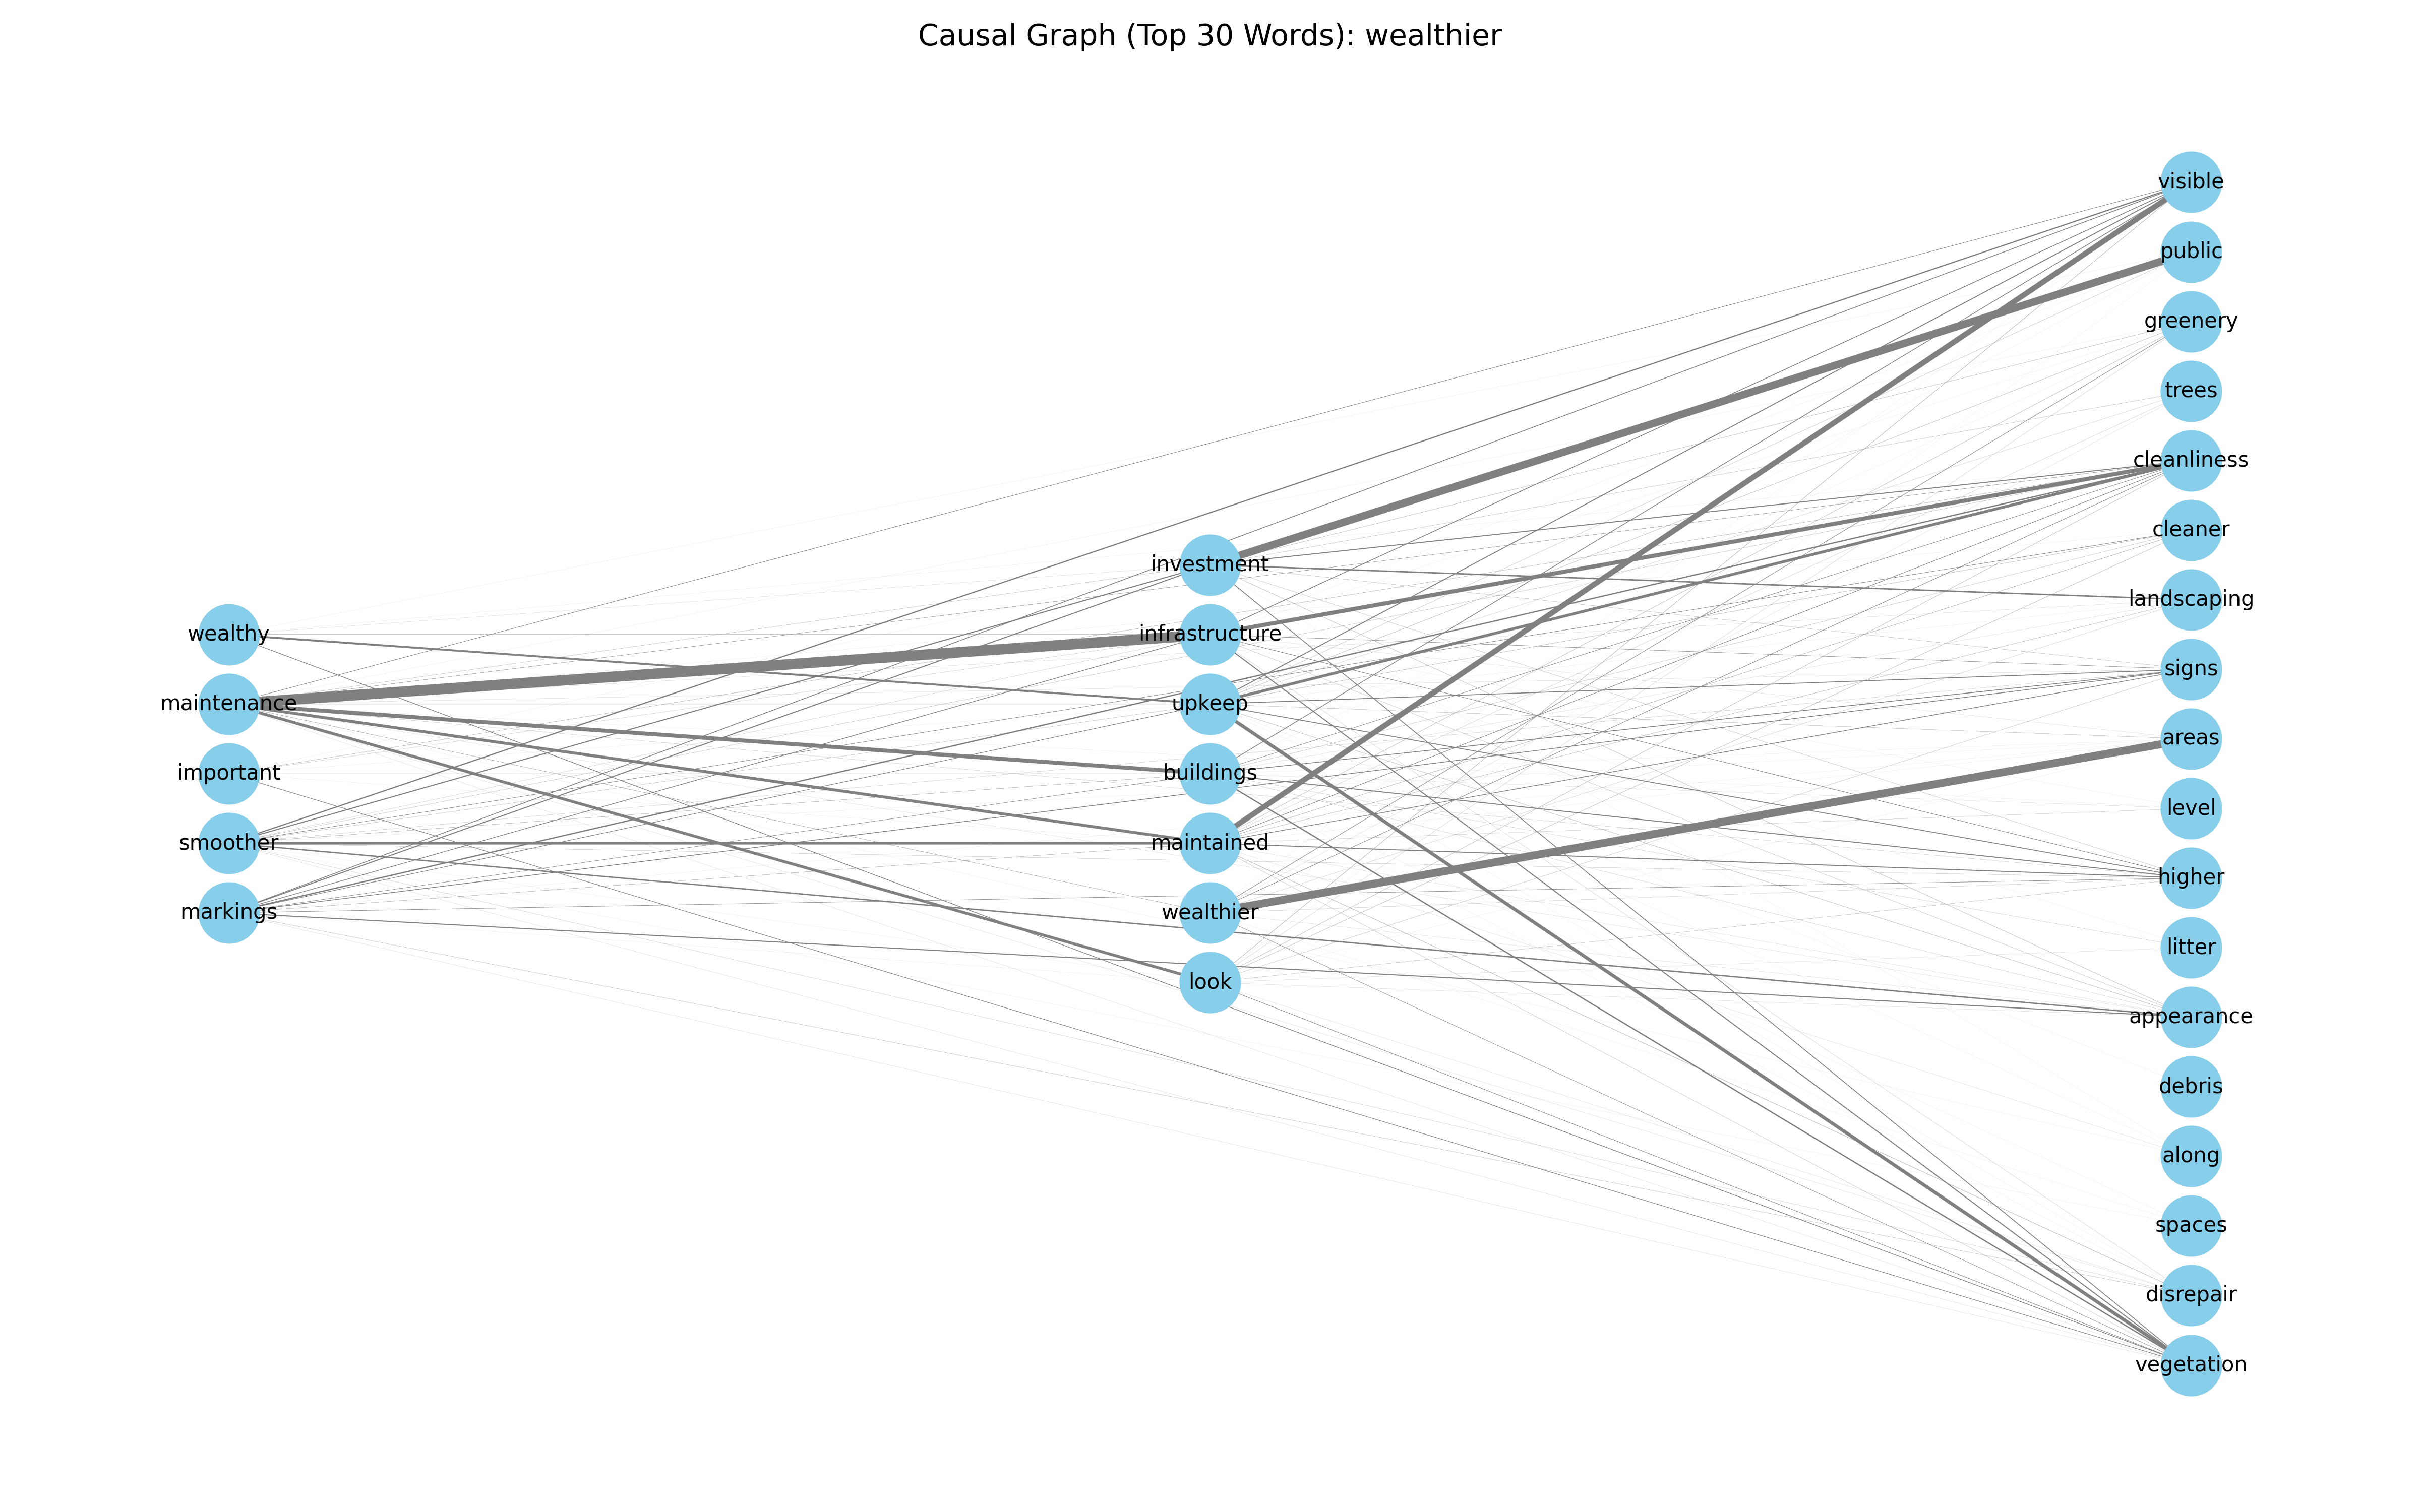 Causal Graph (Top 30 Words): wealthier
wealthy
maintenance
important
smoother
markings
investment
infrastructure
upkeep
buildings
maintained
wealthier
look
visible
public
greenery
trees
cleanliness
cleaner
landscaping
signs
areas
level
higher
litter
appearance
debris
along
spaces
disrepair
vegetation